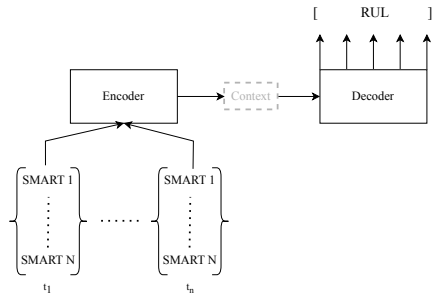 [ RUL ]
Encoder
Context
Decoder
SMART 1
SMART 1
SMART N
SMART N
t1
tn